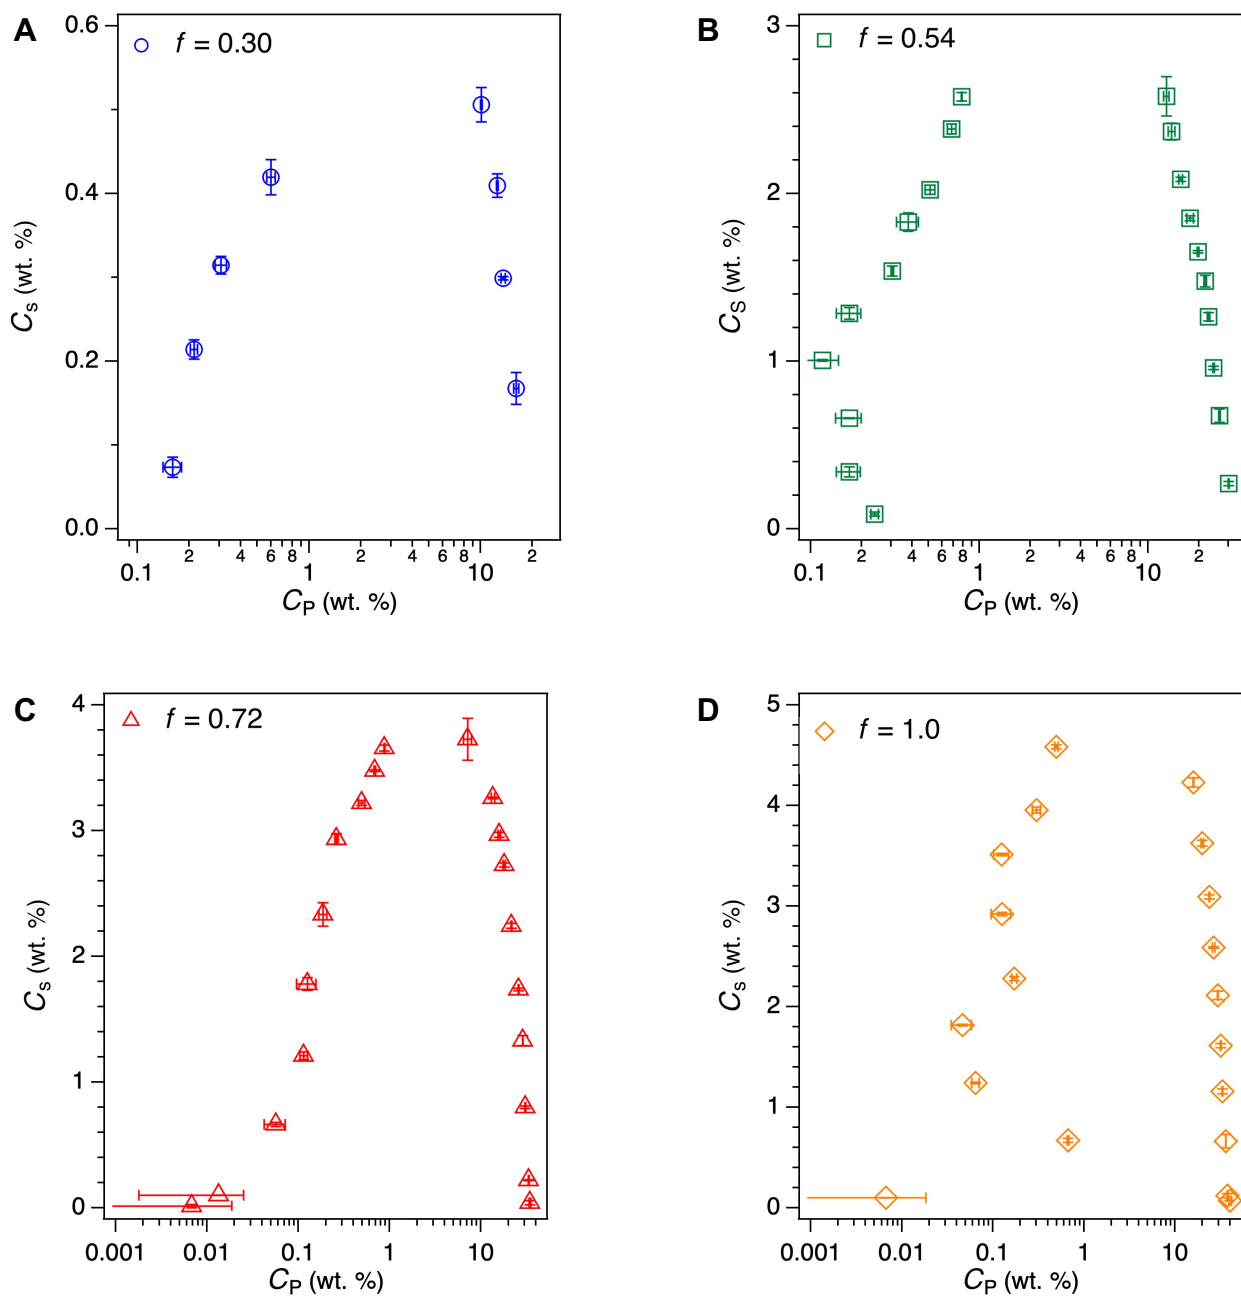 A
f = 0.30
0.6
0.4
0.2
0.0
Cs (wt. %)
0.1 2 4 6 8 1 2 4 6 8 10 2
CP (wt. %)
B
f = 0.54
3
2
1
0
CS (wt. %)
0.1 2 4 6 8 1 2 4 6 8 10 2
CP (wt. %)
C
f = 0.72
4
3
2
1
0
Cs (wt. %)
0.001 0.01 0.1 1 10
CP (wt. %)
D
f = 1.0
5
4
3
2
1
0
Cs (wt. %)
0.001 0.01 0.1 1 10
CP (wt. %)